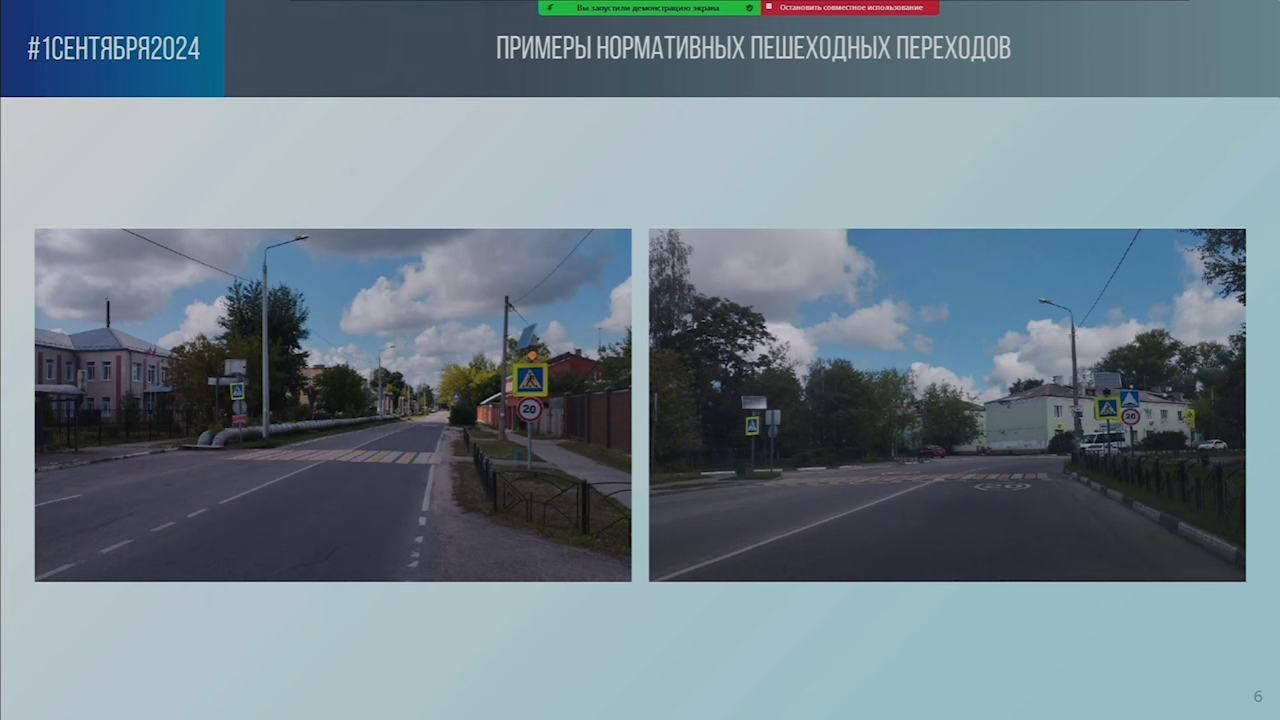 Вы запустили демонстрацию экрана
Остановить совместное использование
#1СЕНТЯБРЯ2024
ПРИМЕРЫ НОРМАТИВНЫХ ПЕШЕХОДНЫХ ПЕРЕХОДОВ
20
20
6